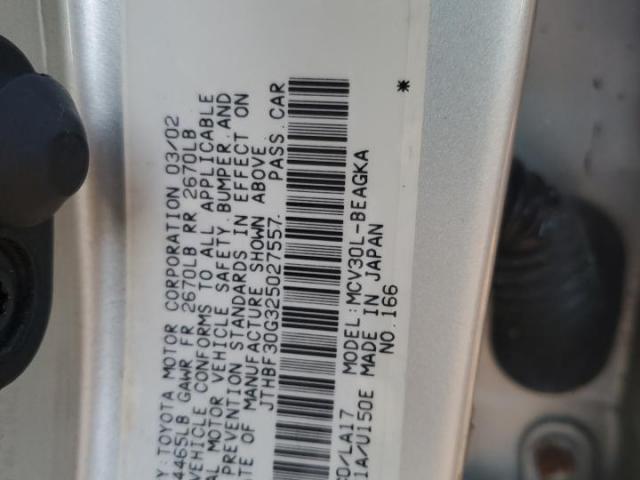 Y: TOYOTA MOTOR CORPORATION 03/02
4465LB GAWR FR 2670LB RR 2670LB
VEHICLE CONFORMS TO ALL APPLICABLE
AL MOTOR VEHICLE SAFETY, BUMPER, AND
PREVENTION STANDARDS IN EFFECT ON
ATE OF MANUFACTURE SHOWN ABOVE
JTHBF30G325027557 PASS. CAR
/LA17 MODEL:MCV30L-BEAGKA
1A/U150E MADE IN JAPAN
NO.166 *